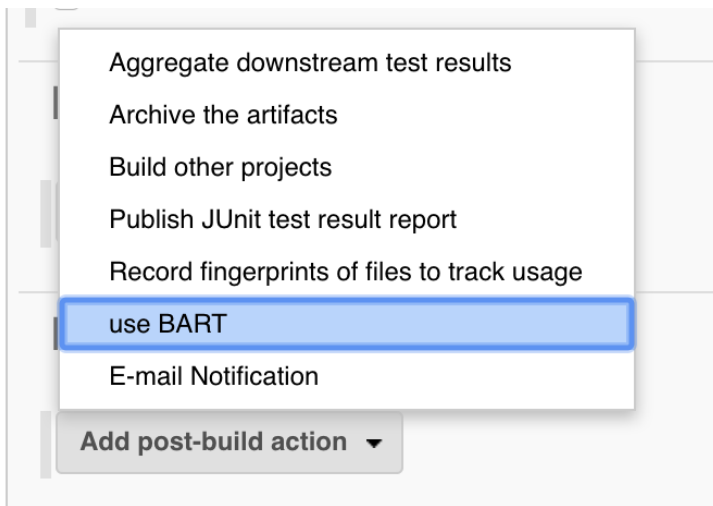 Aggregate downstream test results
Archive the artifacts
Build other projects
Publish JUnit test result report
Record fingerprints of files to track usage
use BART
E-mail Notification
Add post-build action